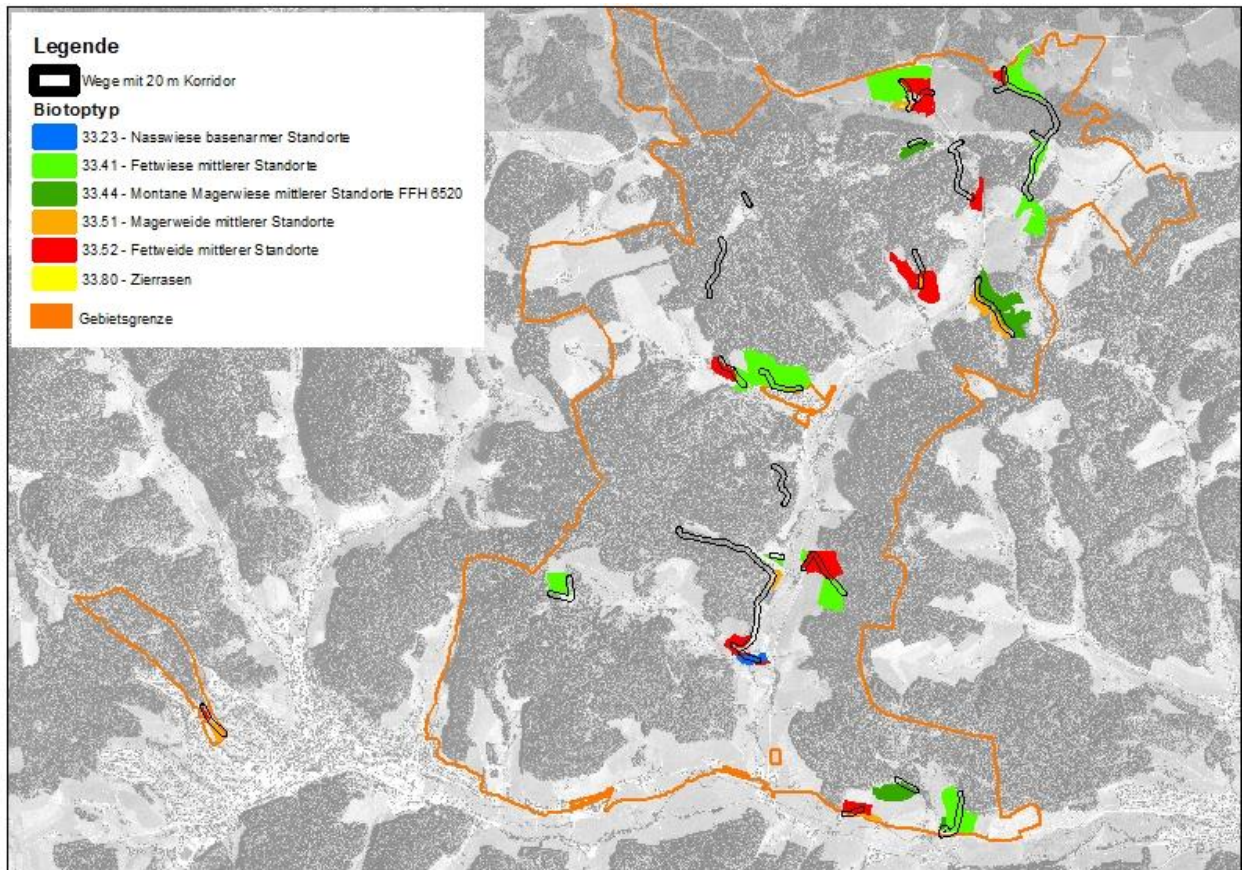 Legende
Wege mit 20 m Korridor
Biotoptyp
33.23 - Nasswiese basenarmer Standorte
33.41 - Fettwiese mittlerer Standorte
33.44 - Montane Magerwiese mittlerer Standorte FFH 6520
33.51 - Magerweide mittlerer Standorte
33.52 - Fettweide mittlerer Standorte
33.80 - Zierrasen
Gebietsgrenze